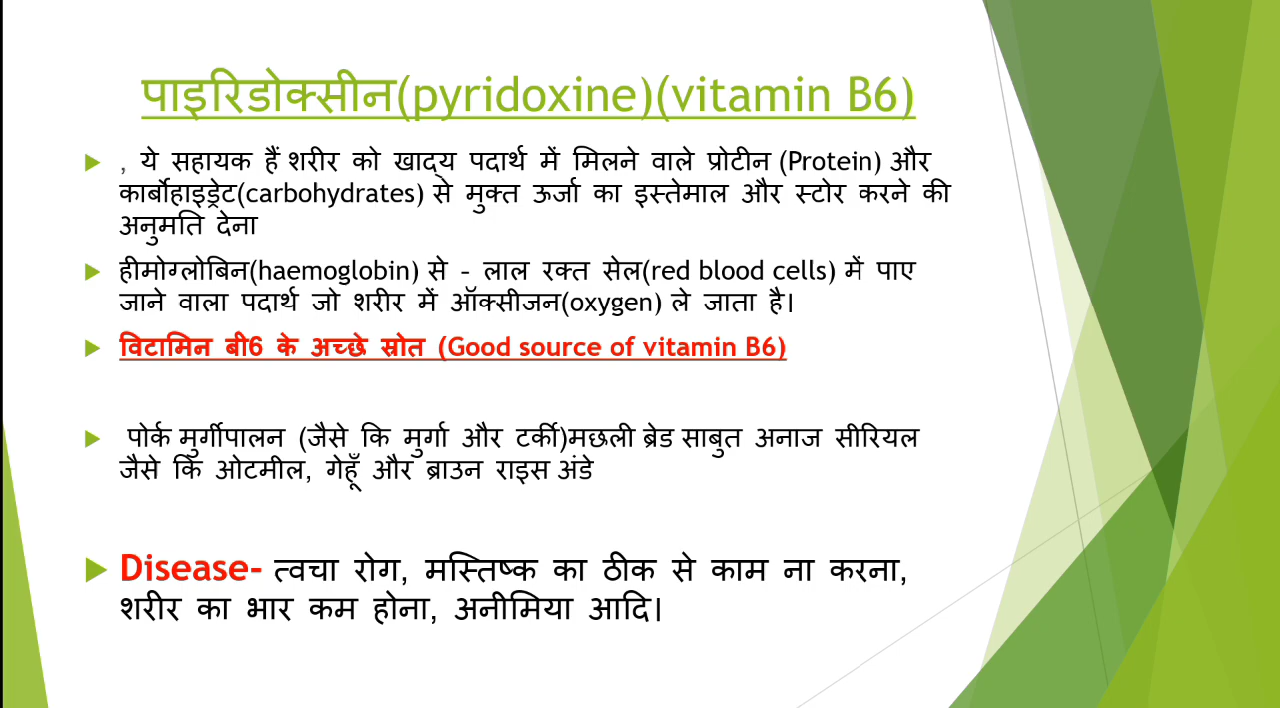 पाइरिडोक्सीन(pyridoxine)(vitamin B6)
, ये सहायक हैं शरीर को खाद्य पदार्थ में मिलने वाले प्रोटीन (Protein) और
कार्बोहाइड्रेट(carbohydrates) से मुक्त ऊर्जा का इस्तेमाल और स्टोर करने की
अनुमति देना
हीमोग्लोबिन(haemoglobin) से - लाल रक्त सेल(red blood cells) में पाए
जाने वाला पदार्थ जो शरीर में ऑक्सीजन(oxygen) ले जाता है।
विटामिन बी6 के अच्छे स्रोत (Good source of vitamin B6)
पोर्क मुर्गीपालन (जैसे कि मुर्गा और टर्की)मछली ब्रेड साबुत अनाज सीरियल
जैसे कि ओटमील, गेहूँ और ब्राउन राइस अंडे
Disease- त्वचा रोग, मस्तिष्क का ठीक से काम ना करना,
शरीर का भार कम होना, अनीमिया आदि।